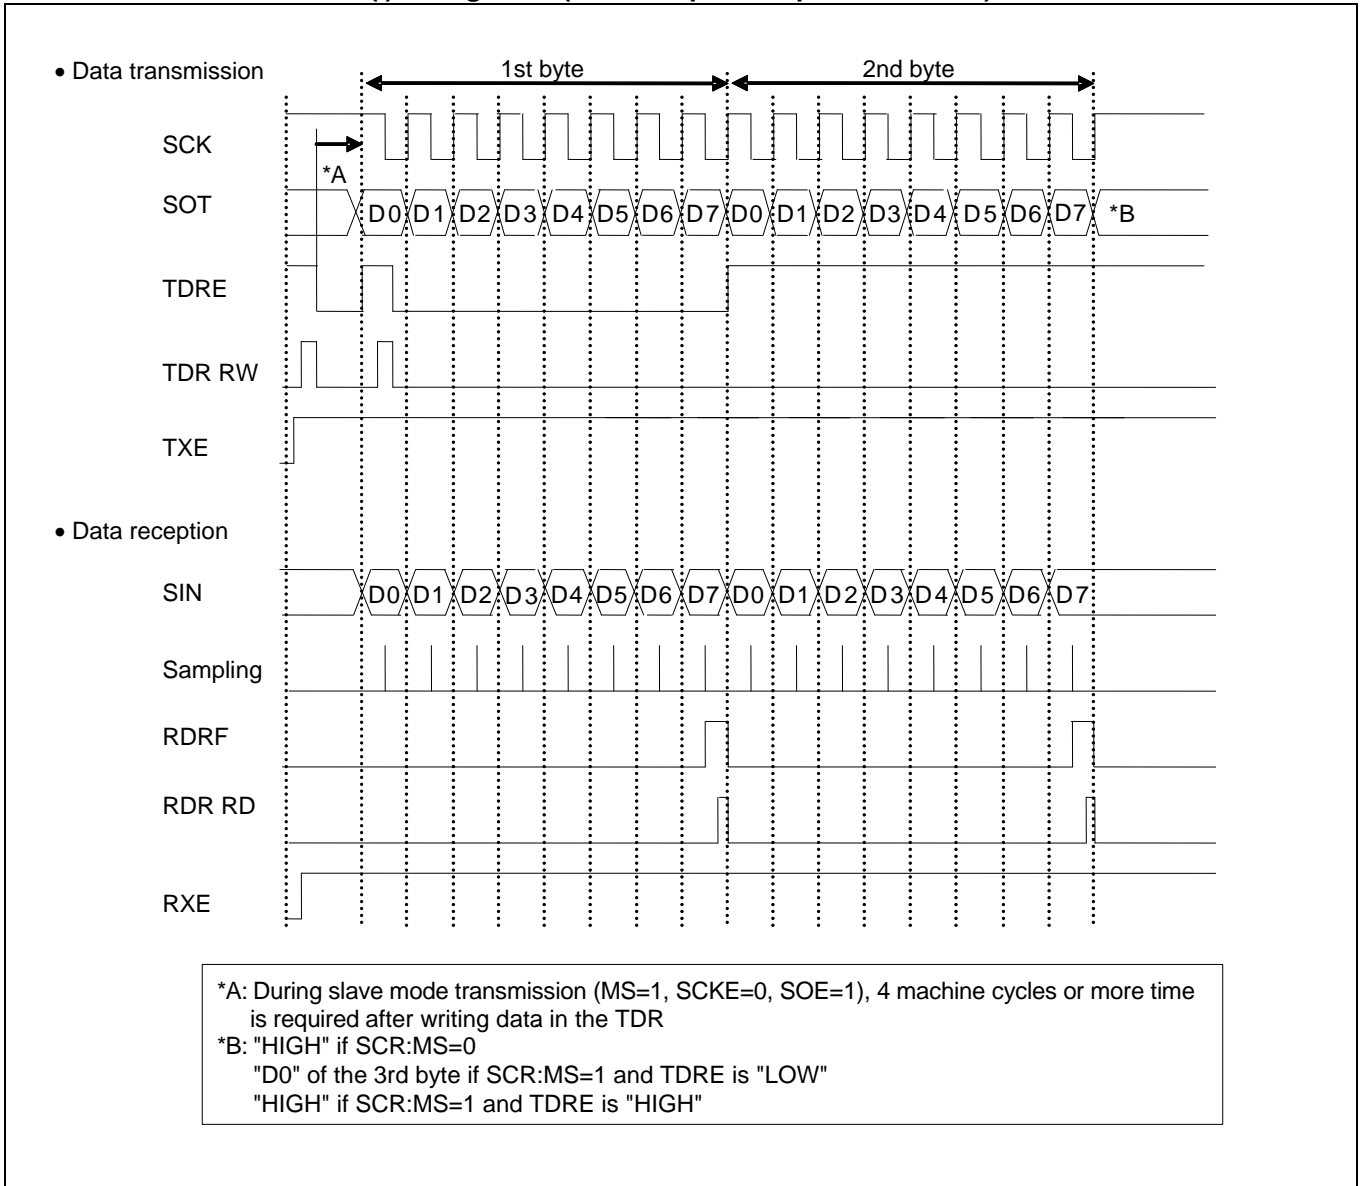 • Data transmission
1st byte 2nd byte
SCK
*A
SOT D0 D1 D2 D3 D4 D5 D6 D7 D0 D1 D2 D3 D4 D5 D6 D7 *B
TDRE
TDR RW
TXE
• Data reception
SIN D0 D1 D2 D3 D4 D5 D6 D7 D0 D1 D2 D3 D4 D5 D6 D7
Sampling
RDRF
RDR RD
RXE
*A: During slave mode transmission (MS=1, SCKE=0, SOE=1), 4 machine cycles or more time
is required after writing data in the TDR
*B: "HIGH" if SCR:MS=0
"D0" of the 3rd byte if SCR:MS=1 and TDRE is "LOW"
"HIGH" if SCR:MS=1 and TDRE is "HIGH"